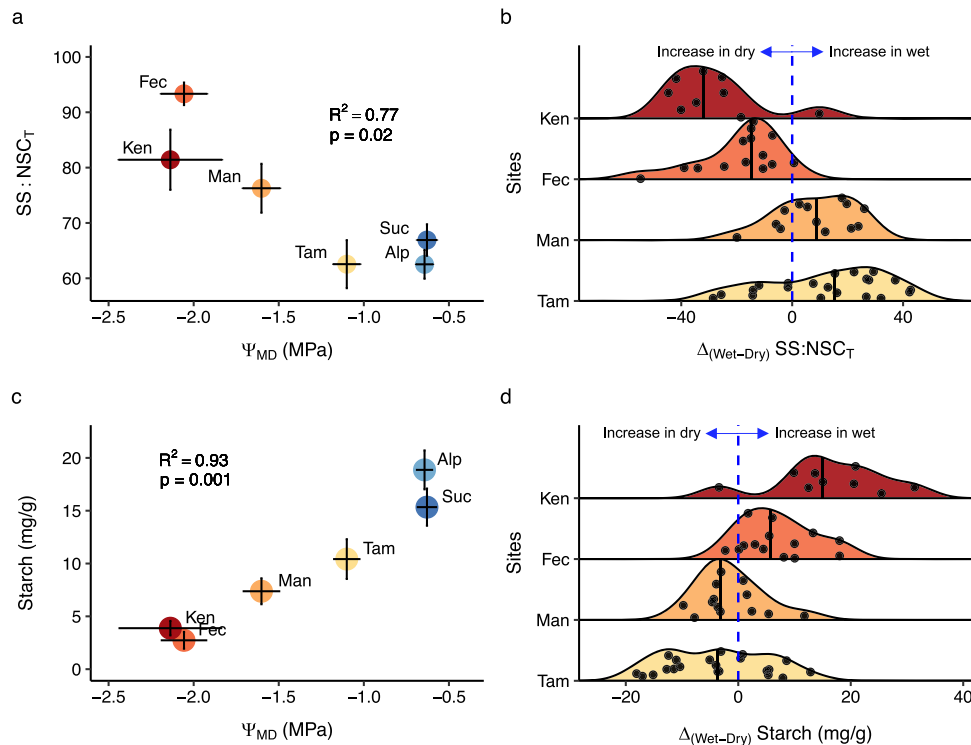 a
SS : NSC_T
100
90
80
70
60
Fec
Ken
Man
Tam
Suc
Alp
R² = 0.77
p = 0.02
−2.5
−2.0
−1.5
−1.0
−0.5
Ψ_MD (MPa)
b
Increase in dry
Increase in wet
Sites
Ken
Fec
Man
Tam
−40
0
40
Δ_(Wet−Dry) SS:NSC_T
c
Starch (mg/g)
20
15
10
5
0
R² = 0.93
p = 0.001
Alp
Suc
Tam
Man
Ken
Fec
−2.5
−2.0
−1.5
−1.0
−0.5
Ψ_MD (MPa)
d
Increase in dry
Increase in wet
Sites
Ken
Fec
Man
Tam
−20
0
20
40
Δ_(Wet−Dry) Starch (mg/g)